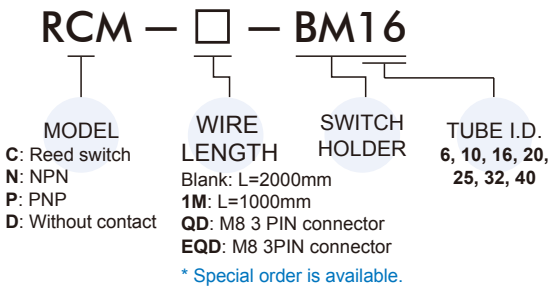 RCM — □ — BM16
MODEL
C: Reed switch
N: NPN
P: PNP
D: Without contact
WIRE
LENGTH
Blank: L=2000mm
1M: L=1000mm
QD: M8 3 PIN connector
EQD: M8 3PIN connector
* Special order is available.
SWITCH
HOLDER
TUBE I.D.
6, 10, 16, 20,
25, 32, 40